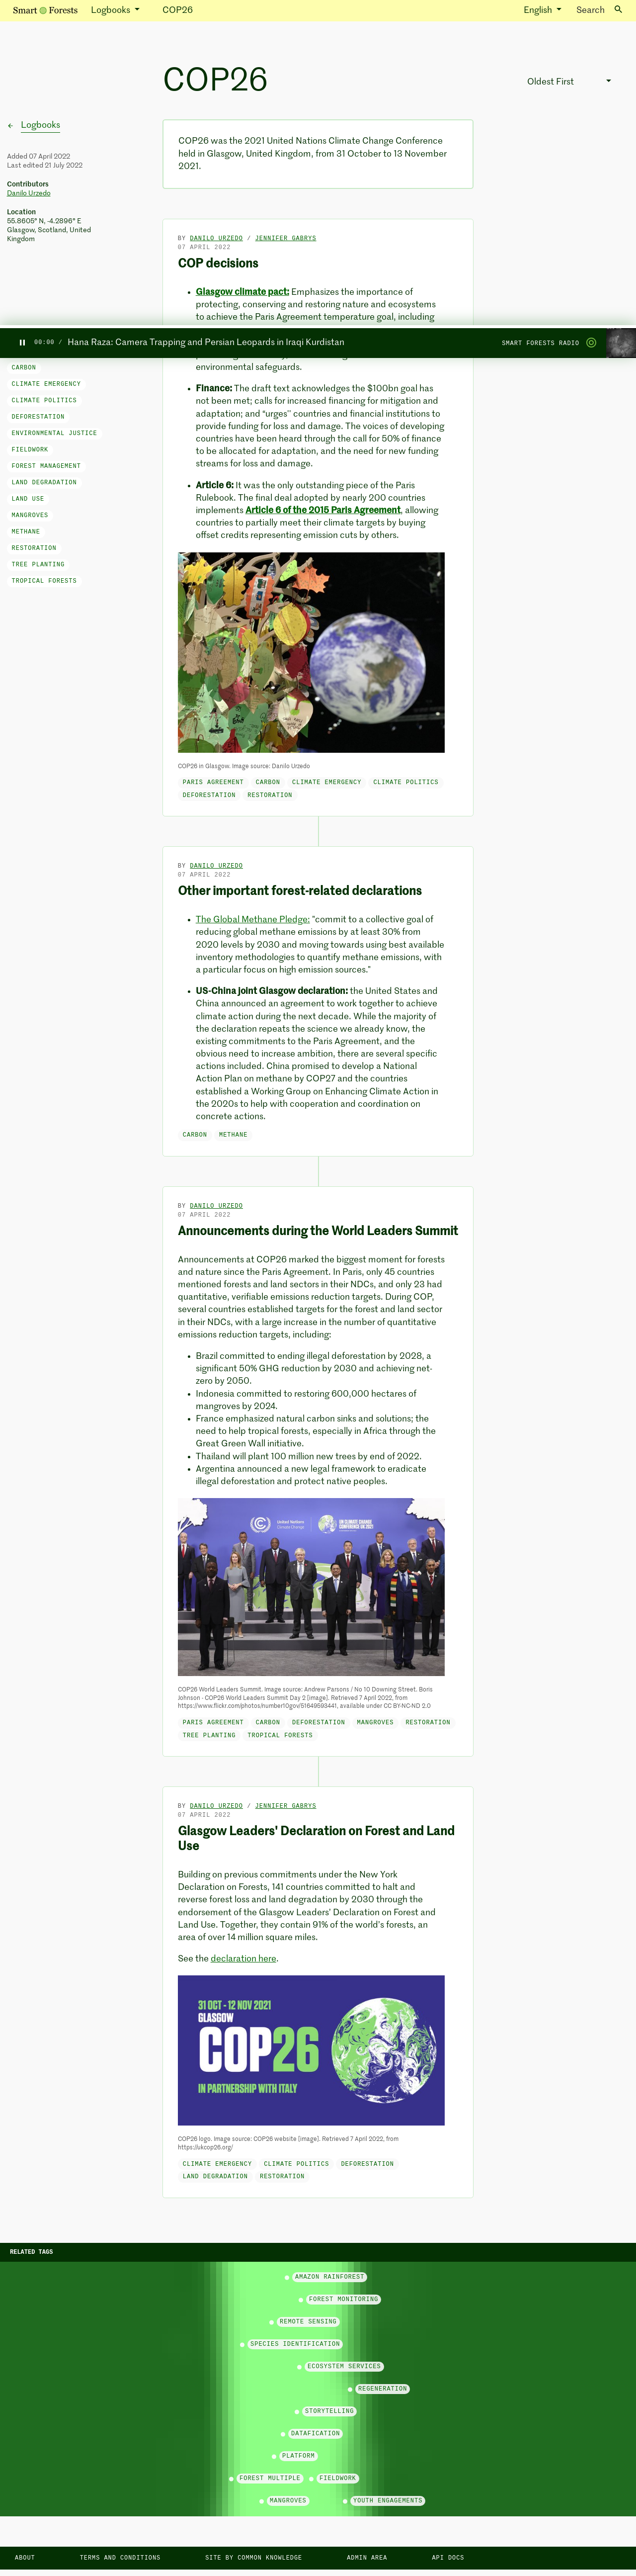 Smart Forests
Logbooks
COP26
English
Search
COP26
Oldest First
Logbooks
Added 07 April 2022
Last edited 21 July 2022
Contributors
Danilo Urzedo
Location
55.8605° N, -4.2896° E
Glasgow, Scotland, United
Kingdom
COP26 was the 2021 United Nations Climate Change Conference
held in Glasgow, United Kingdom, from 31 October to 13 November
2021.
BY DANILO URZEDO / JENNIFER GABRYS
07 APRIL 2022
COP decisions
Glasgow climate pact: Emphasizes the importance of
protecting, conserving and restoring nature and ecosystems
to achieve the Paris Agreement temperature goal, including
00:00 / Hana Raza: Camera Trapping and Persian Leopards in Iraqi Kurdistan
SMART FORESTS RADIO
environmental safeguards.
CARBON
CLIMATE EMERGENCY
CLIMATE POLITICS
DEFORESTATION
ENVIRONMENTAL JUSTICE
FIELDWORK
FOREST MANAGEMENT
LAND DEGRADATION
LAND USE
MANGROVES
METHANE
RESTORATION
TREE PLANTING
TROPICAL FORESTS
Finance: The draft text acknowledges the $100bn goal has
not been met; calls for increased financing for mitigation and
adaptation; and “urges’’ countries and financial institutions to
provide funding for loss and damage. The voices of developing
countries have been heard through the call for 50% of finance
to be allocated for adaptation, and the need for new funding
streams for loss and damage.
Article 6: It was the only outstanding piece of the Paris
Rulebook. The final deal adopted by nearly 200 countries
implements Article 6 of the 2015 Paris Agreement, allowing
countries to partially meet their climate targets by buying
offset credits representing emission cuts by others.
COP26 in Glasgow. Image source: Danilo Urzedo
PARIS AGREEMENT CARBON CLIMATE EMERGENCY CLIMATE POLITICS
DEFORESTATION RESTORATION
BY DANILO URZEDO
07 APRIL 2022
Other important forest-related declarations
The Global Methane Pledge: "commit to a collective goal of
reducing global methane emissions by at least 30% from
2020 levels by 2030 and moving towards using best available
inventory methodologies to quantify methane emissions, with
a particular focus on high emission sources."
US-China joint Glasgow declaration: the United States and
China announced an agreement to work together to achieve
climate action during the next decade. While the majority of
the declaration repeats the science we already know, the
existing commitments to the Paris Agreement, and the
obvious need to increase ambition, there are several specific
actions included. China promised to develop a National
Action Plan on methane by COP27 and the countries
established a Working Group on Enhancing Climate Action in
the 2020s to help with cooperation and coordination on
concrete actions.
CARBON METHANE
BY DANILO URZEDO
07 APRIL 2022
Announcements during the World Leaders Summit
Announcements at COP26 marked the biggest moment for forests
and nature since the Paris Agreement. In Paris, only 45 countries
mentioned forests and land sectors in their NDCs, and only 23 had
quantitative, verifiable emissions reduction targets. During COP,
several countries established targets for the forest and land sector
in their NDCs, with a large increase in the number of quantitative
emissions reduction targets, including:
Brazil committed to ending illegal deforestation by 2028, a
significant 50% GHG reduction by 2030 and achieving net-
zero by 2050.
Indonesia committed to restoring 600,000 hectares of
mangroves by 2024.
France emphasized natural carbon sinks and solutions; the
need to help tropical forests, especially in Africa through the
Great Green Wall initiative.
Thailand will plant 100 million new trees by end of 2022.
Argentina announced a new legal framework to eradicate
illegal deforestation and protect native peoples.
United Nations
Climate Change
UN CLIMATE CHANGE
CONFERENCE UK 2021
COP26 World Leaders Summit. Image source: Andrew Parsons / No 10 Downing Street. Boris
Johnson - COP26 World Leaders Summit Day 2 [image]. Retrieved 7 April 2022, from
https://www.flickr.com/photos/number10gov/51649593441, available under CC BY-NC-ND 2.0
PARIS AGREEMENT CARBON DEFORESTATION MANGROVES RESTORATION
TREE PLANTING TROPICAL FORESTS
BY DANILO URZEDO / JENNIFER GABRYS
07 APRIL 2022
Glasgow Leaders' Declaration on Forest and Land
Use
Building on previous commitments under the New York
Declaration on Forests, 141 countries committed to halt and
reverse forest loss and land degradation by 2030 through the
endorsement of the Glasgow Leaders' Declaration on Forest and
Land Use. Together, they contain 91% of the world's forests, an
area of over 14 million square miles.
See the declaration here.
31 OCT - 12 NOV 2021
GLASGOW
COP26
IN PARTNERSHIP WITH ITALY
COP26 logo. Image source: COP26 website [image]. Retrieved 7 April 2022, from
https://ukcop26.org/
CLIMATE EMERGENCY CLIMATE POLITICS DEFORESTATION
LAND DEGRADATION RESTORATION
RELATED TAGS
AMAZON RAINFOREST
FOREST MONITORING
REMOTE SENSING
SPECIES IDENTIFICATION
ECOSYSTEM SERVICES
REGENERATION
STORYTELLING
DATAFICATION
PLATFORM
FOREST MULTIPLE FIELDWORK
MANGROVES YOUTH ENGAGEMENTS
ABOUT
TERMS AND CONDITIONS
SITE BY COMMON KNOWLEDGE
ADMIN AREA
API DOCS